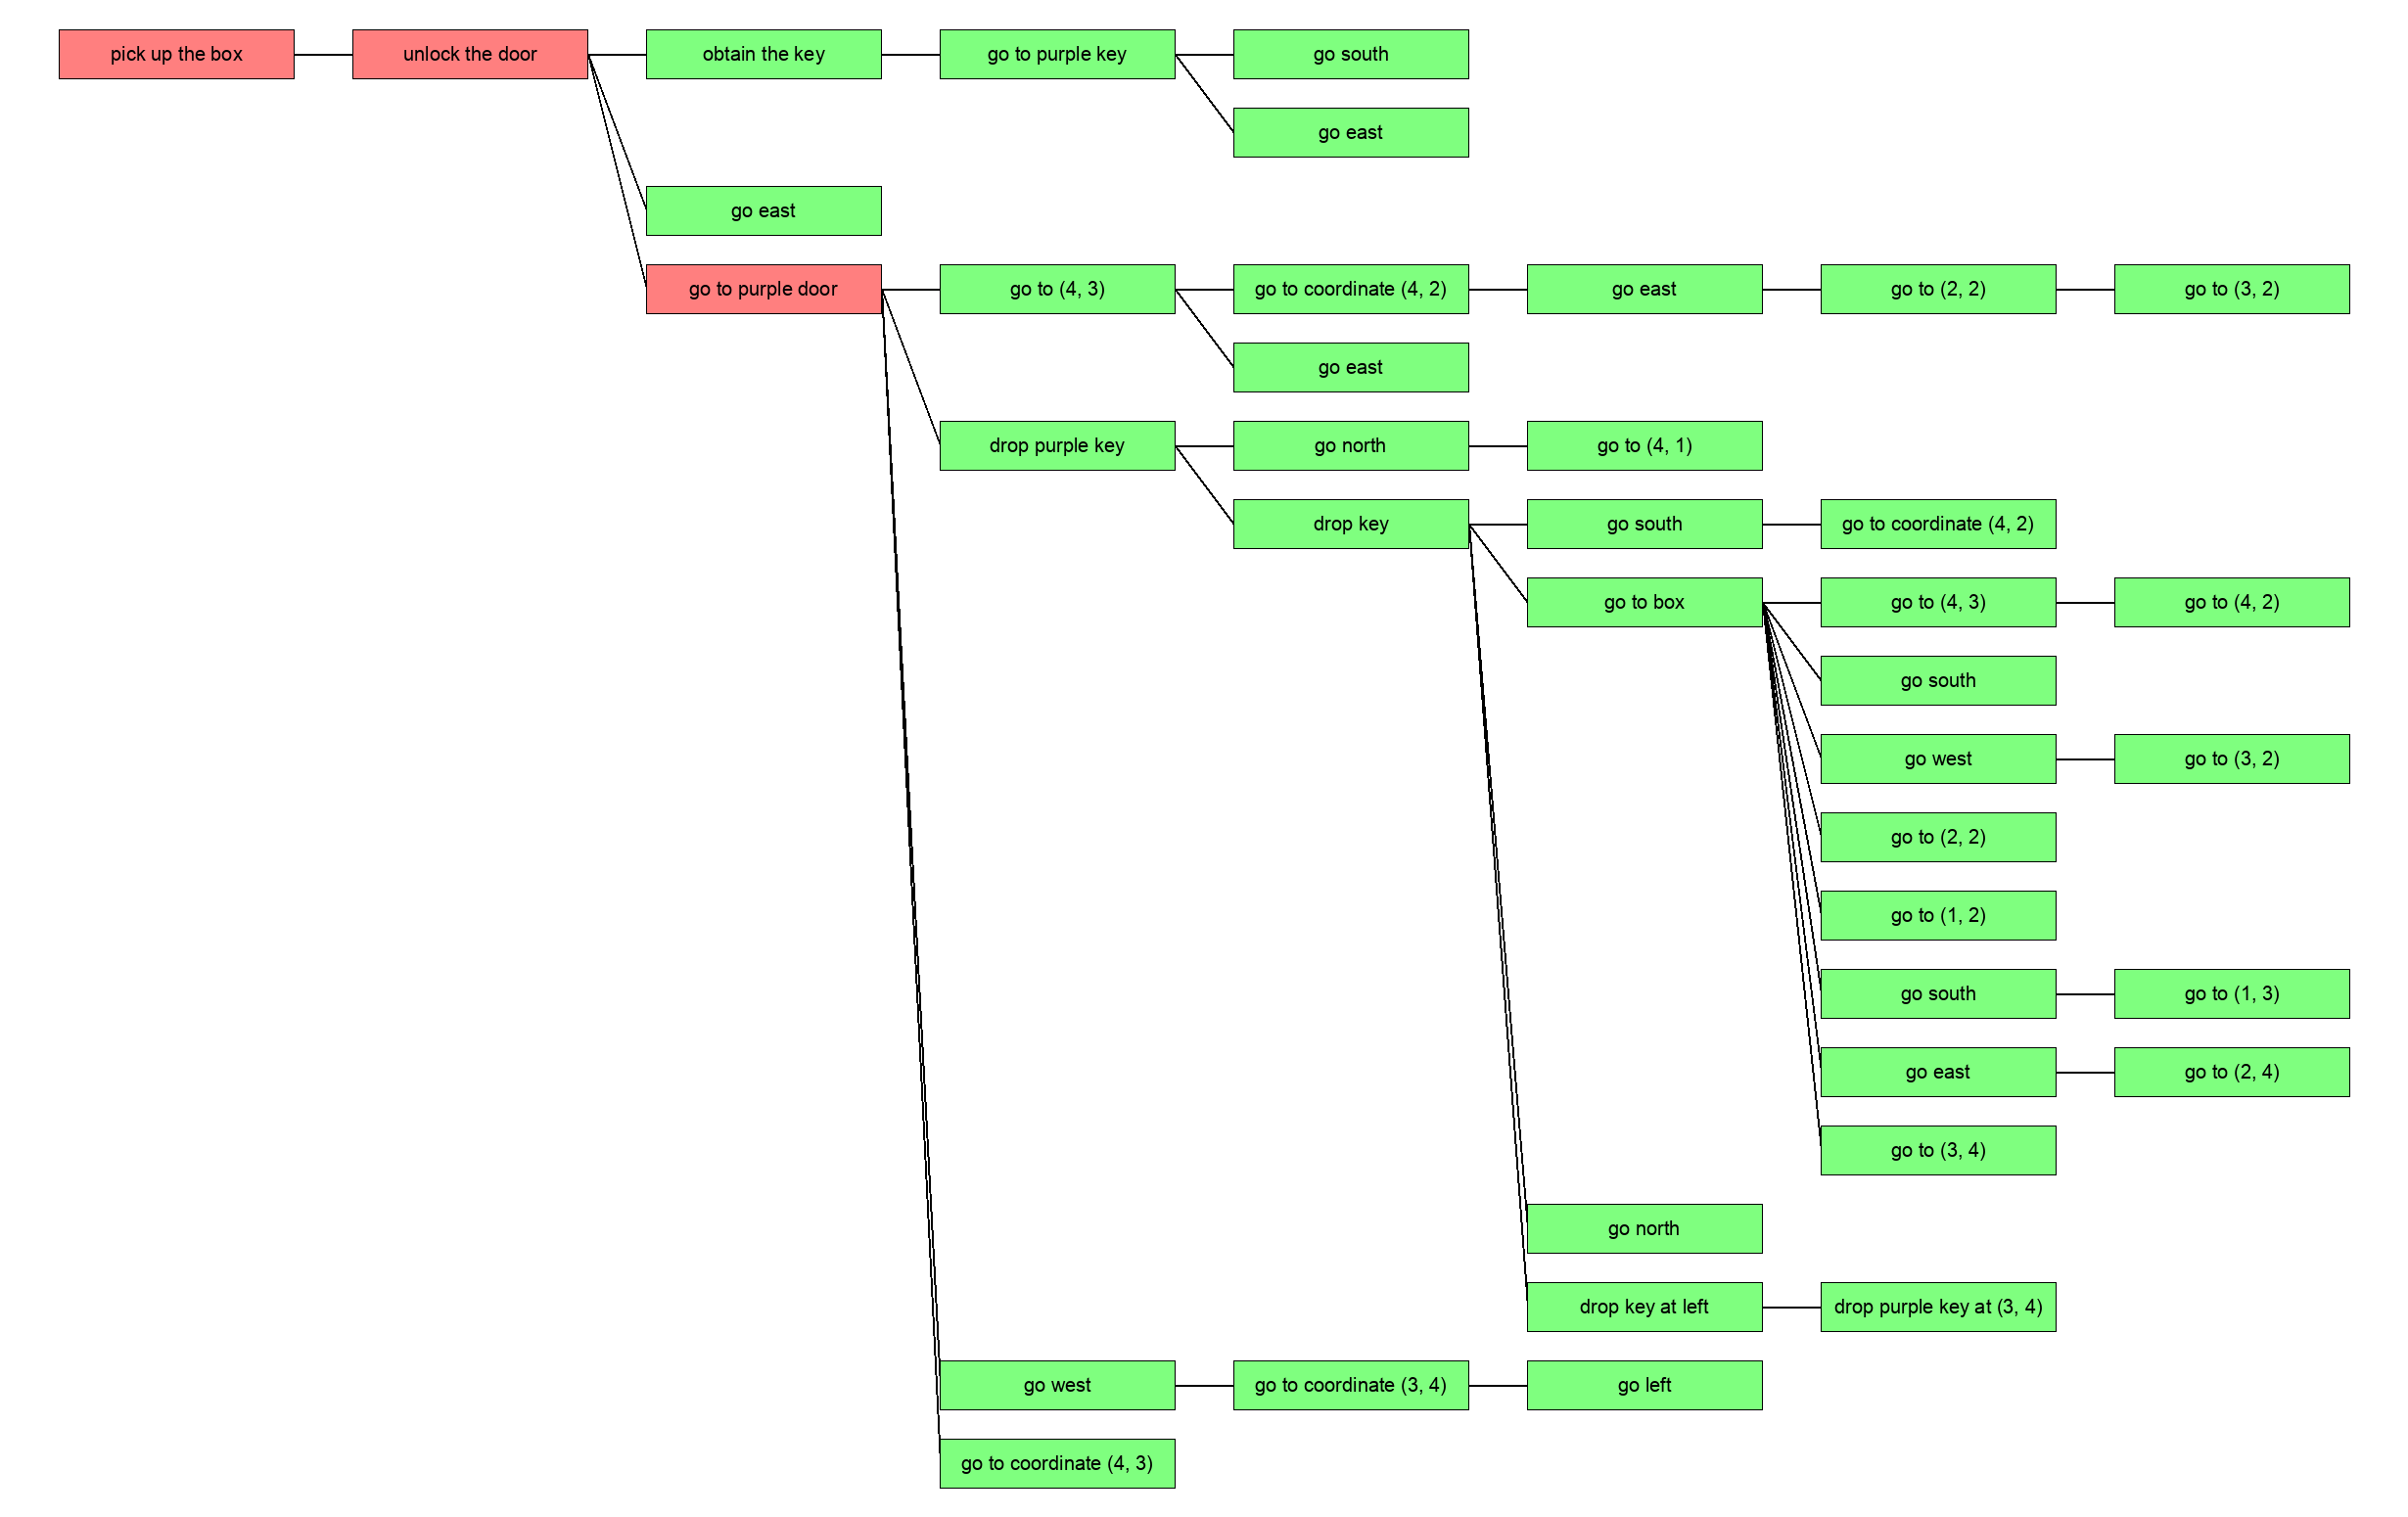 pick up the box
unlock the door
obtain the key
go to purple key
go south
go east
go east
go to purple door
go to (4, 3)
go to coordinate (4, 2)
go east
go to (2, 2)
go to (3, 2)
go east
drop purple key
go north
go to (4, 1)
drop key
go south
go to coordinate (4, 2)
go to box
go to (4, 3)
go to (4, 2)
go south
go west
go to (3, 2)
go to (2, 2)
go to (1, 2)
go south
go to (1, 3)
go east
go to (2, 4)
go to (3, 4)
go north
drop key at left
drop purple key at (3, 4)
go west
go to coordinate (3, 4)
go left
go to coordinate (4, 3)